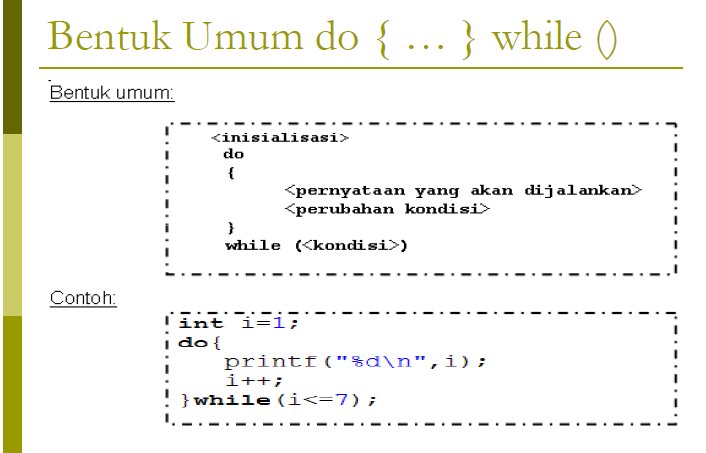 Bentuk Umum do { ... } while ()
Bentuk umum:
<inisialisasi>
do
{
<pernyataan yang akan dijalankan>
<perubahan kondisi>
}
while (<kondisi>)
Contoh:
int i=1;
do{
printf("%d\n",i);
i++;
}while(i<=7);